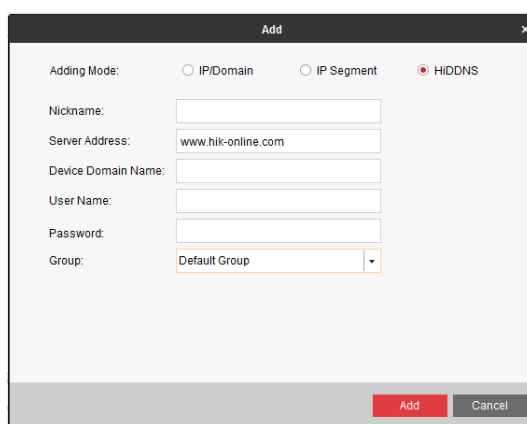 Add
×
Adding Mode: IP/Domain IP Segment HiDDNS
Nickname:
Server Address: www.hik-online.com
Device Domain Name:
User Name:
Password:
Group: Default Group
Add Cancel